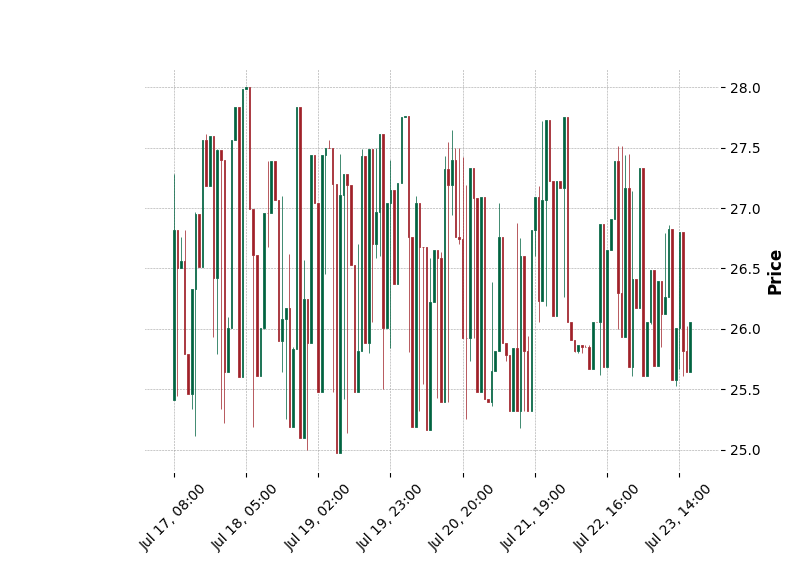 28.0
27.5
27.0
26.5
26.0
25.5
25.0
Price
Jul 17, 08:00
Jul 18, 05:00
Jul 19, 02:00
Jul 19, 23:00
Jul 20, 20:00
Jul 21, 19:00
Jul 22, 16:00
Jul 23, 14:00